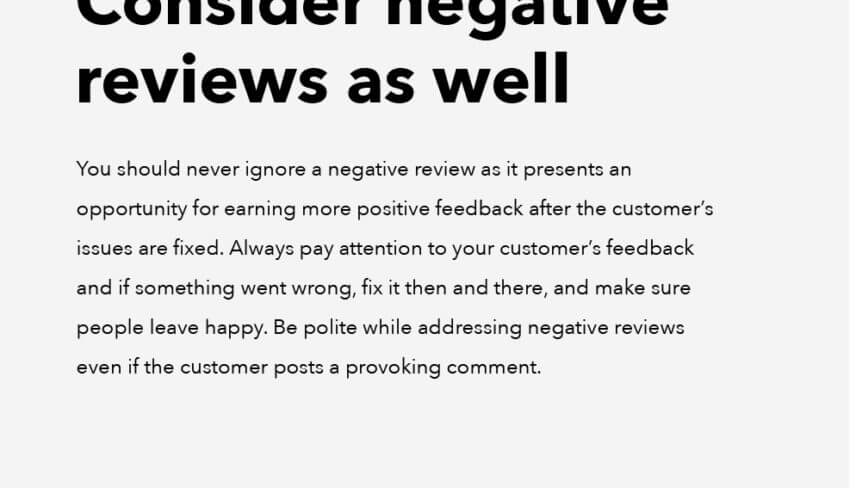 Consider negative
reviews as well
You should never ignore a negative review as it presents an
opportunity for earning more positive feedback after the customer’s
issues are fixed. Always pay attention to your customer’s feedback
and if something went wrong, fix it then and there, and make sure
people leave happy. Be polite while addressing negative reviews
even if the customer posts a provoking comment.